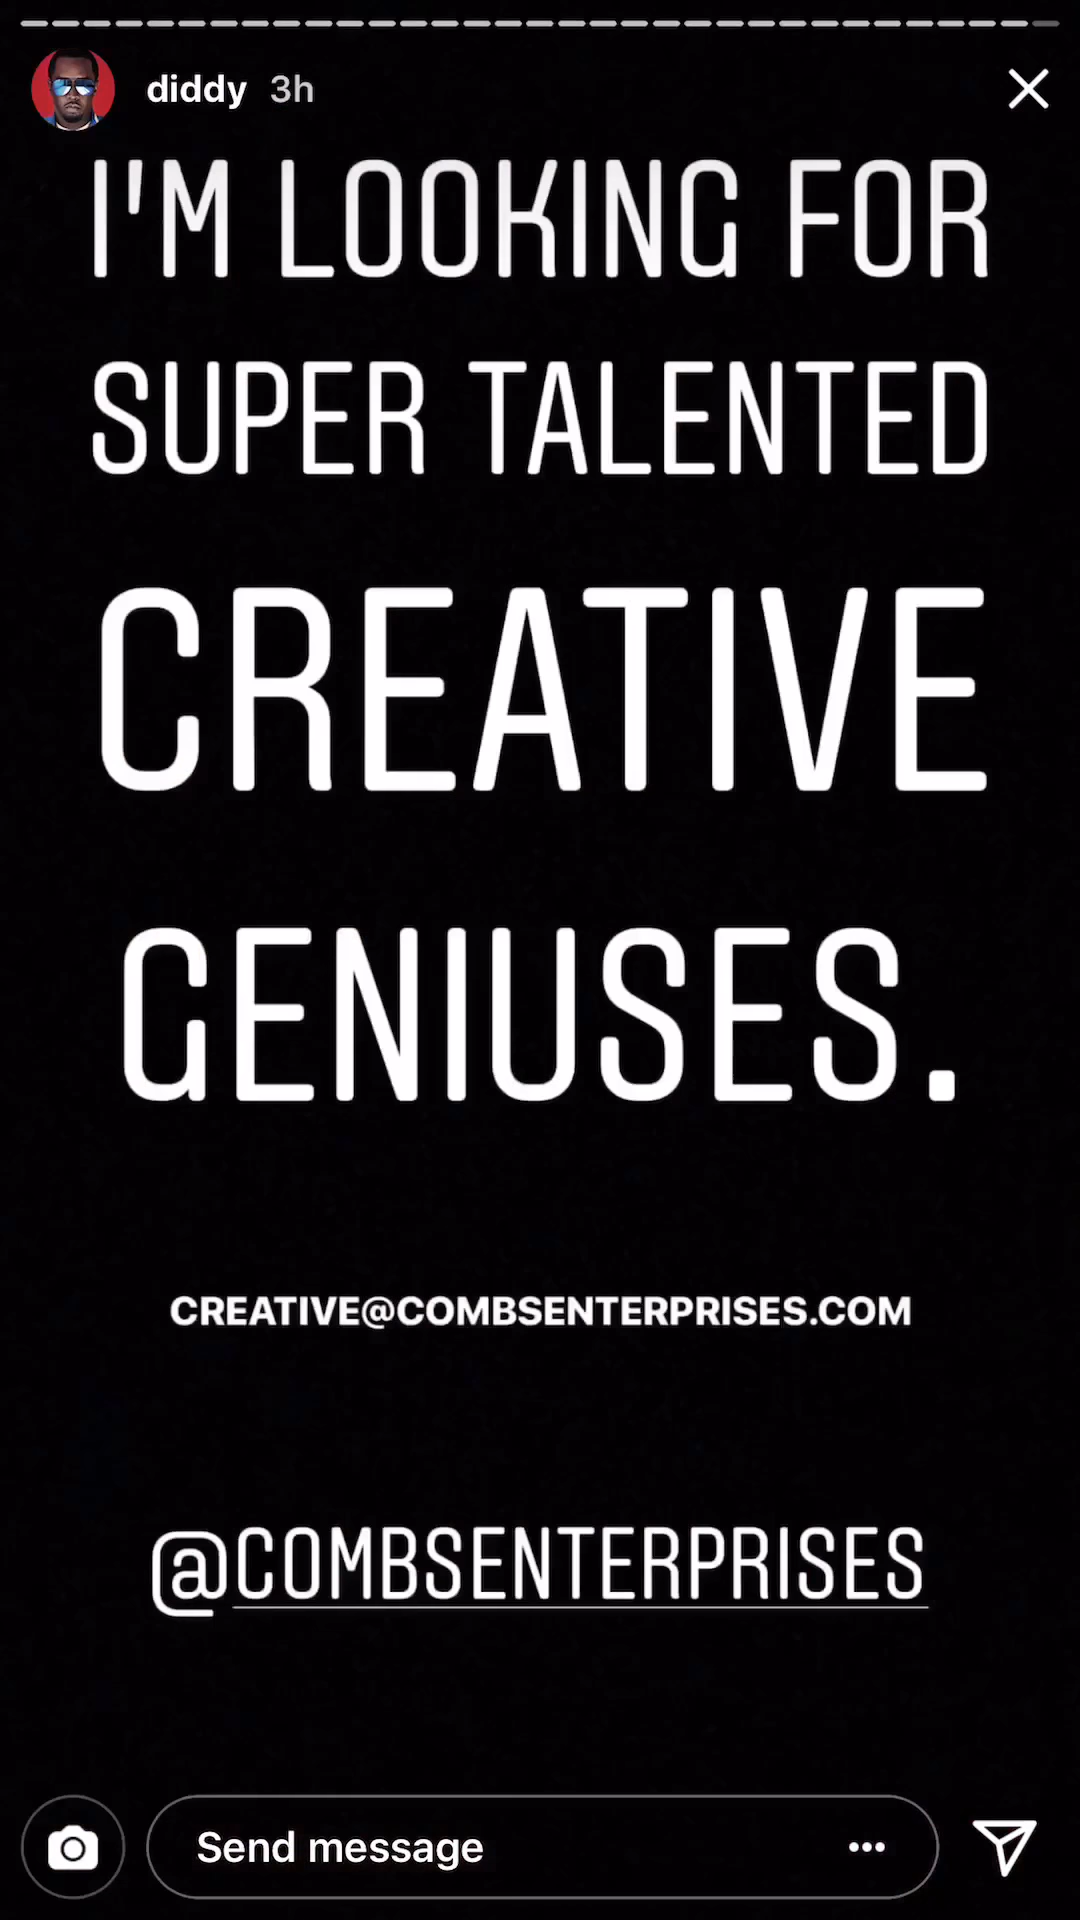 diddy 3h
I'M LOOKING FOR
SUPER TALENTED
CREATIVE
GENIUSES.
CREATIVE@COMBSENTERPRISES.COM
@COMBSENTERPRISES
Send message